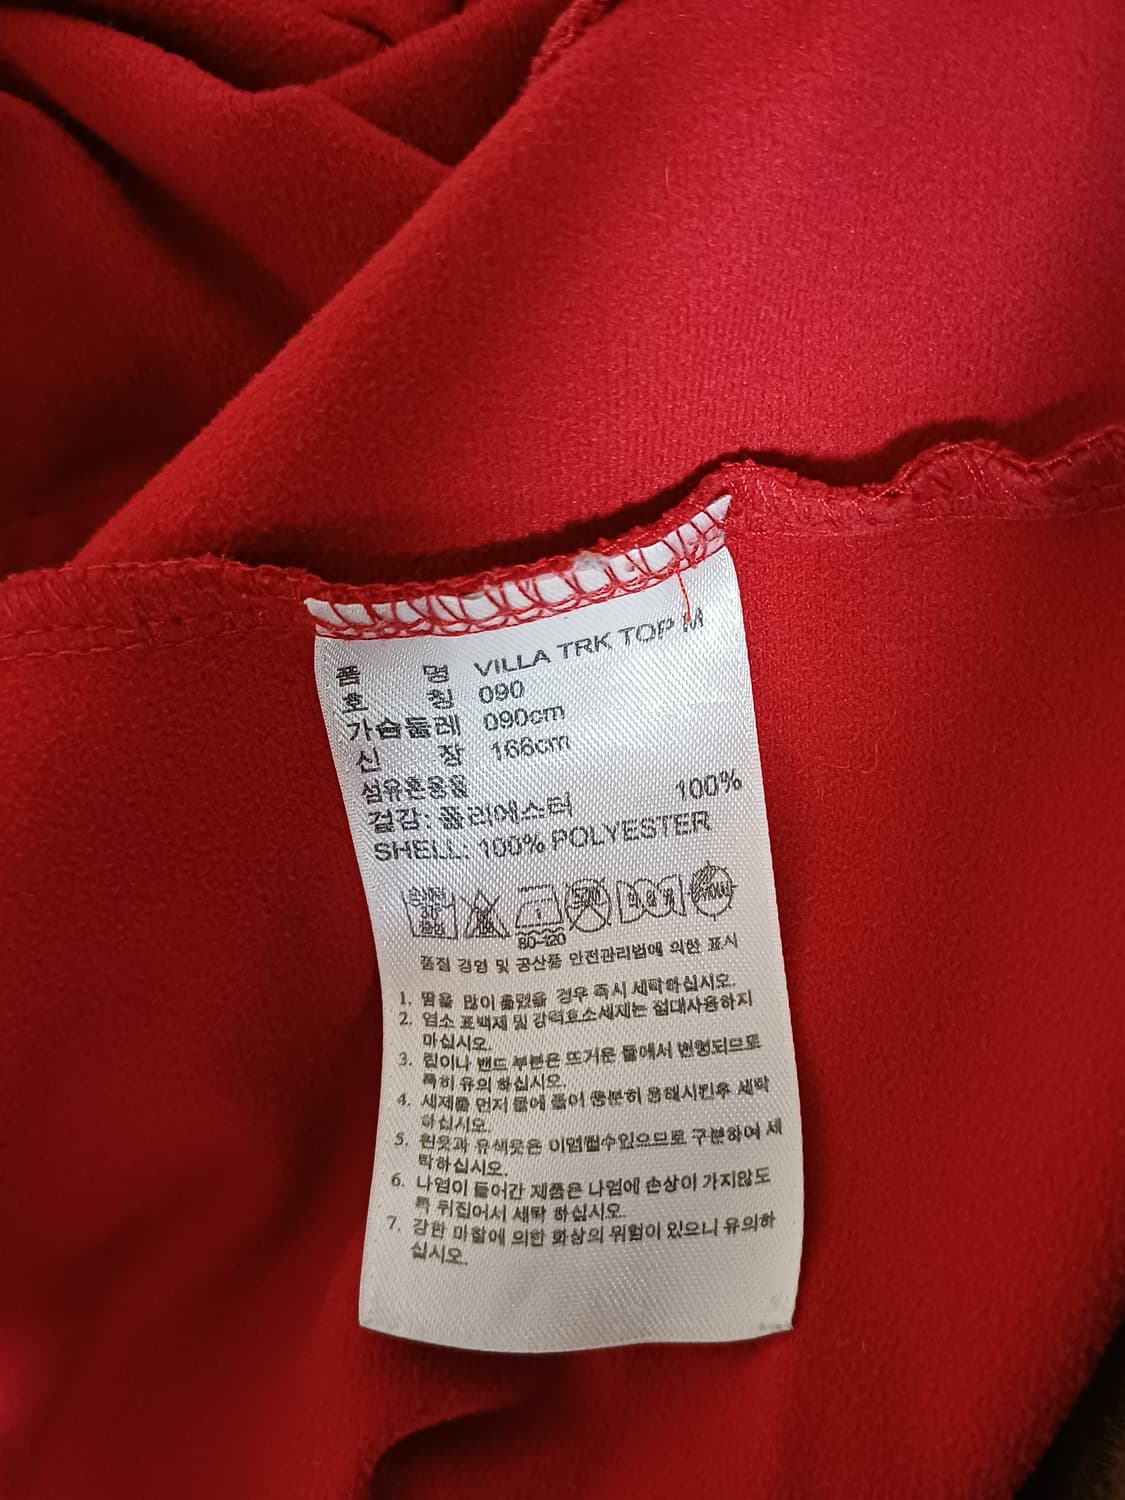 품 명 VILLA TRK TOP M
호 칭 090
가슴둘레 090cm
신 장 168cm
섬유혼용율
겉감: 폴리에스터 100%
SHELL: 100% POLYESTER
80-120
품질 경영 및 공산품 안전관리법에 의한 표시
1. 땀을 많이 흘렸을 경우 즉시 세탁하십시오.
2. 염소 표백제 및 강력효소세제는 절대사용하지
마십시오.
3. 립이나 밴드 부분은 뜨거운 물에서 변형되므로
특히 유의 하십시오.
4. 세제를 먼저 물에 풀어 충분히 용해시킨후 세탁
하십시오.
5. 흰옷과 유색옷은 이염될수있으므로 구분하여 세
탁하십시오.
6. 나염이 들어간 제품은 나염에 손상이 가지않도
록 뒤집어서 세탁 하십시오.
7. 강한 마찰에 의한 화상의 위험이 있으니 유의하
십시오.